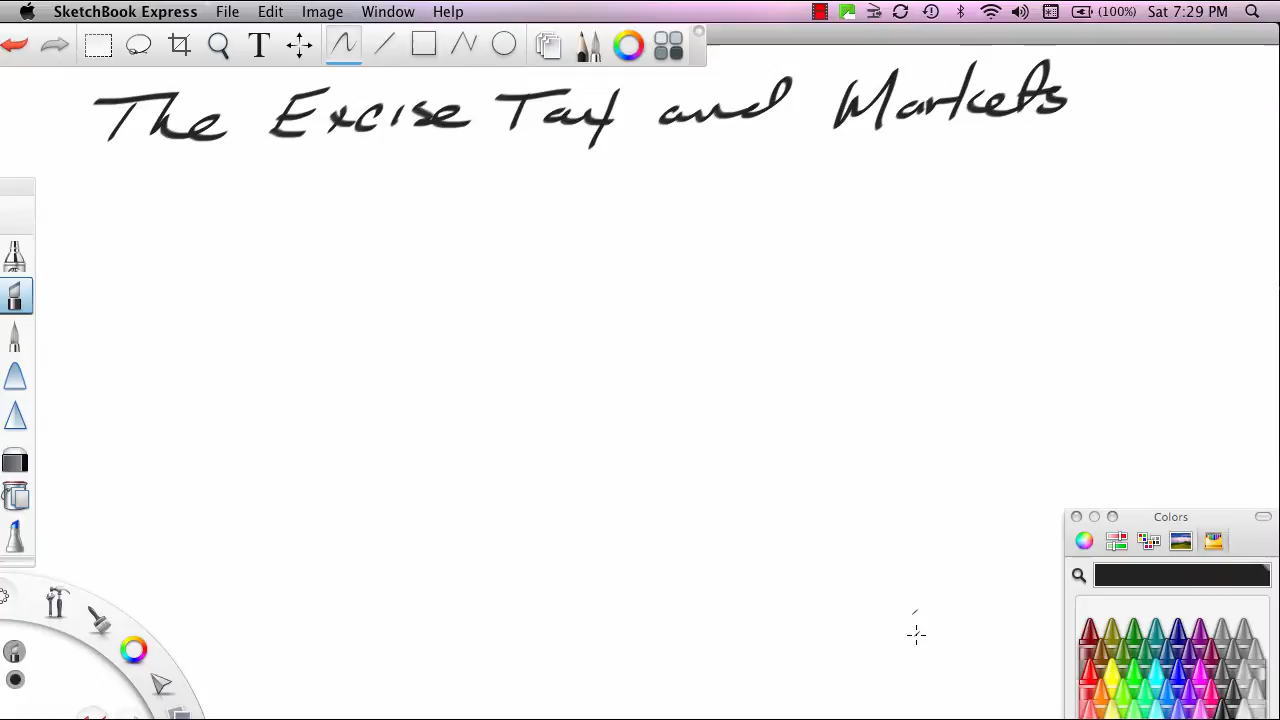 SketchBook Express File Edit Image Window Help (100%) Sat 7:29 PM
T
The Excise Tax and Markets
Colors